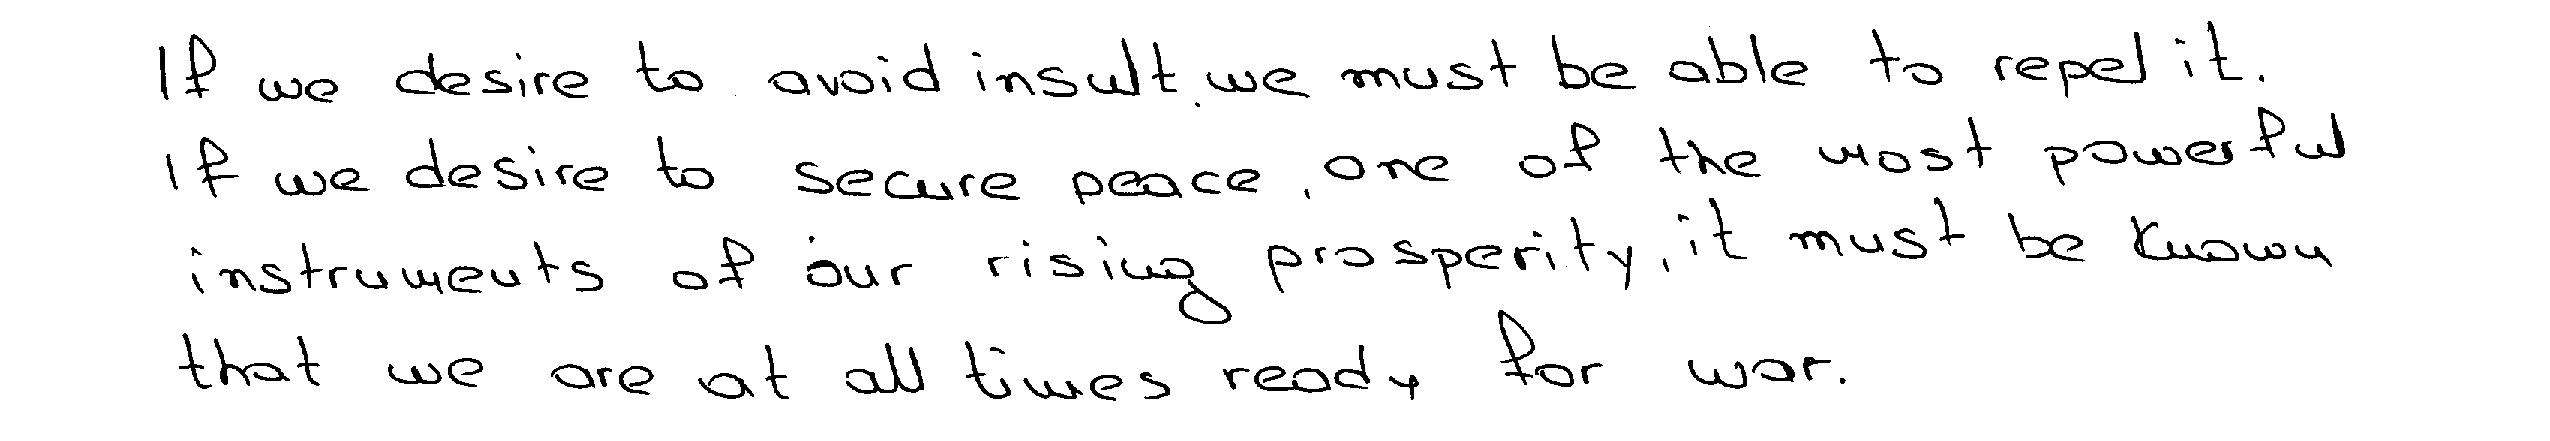 If we desire to avoid insult, we must be able to repel it.
If we desire to secure peace, one of the most powerful
instruments of our rising prosperity, it must be known
that we are at all times ready for war.